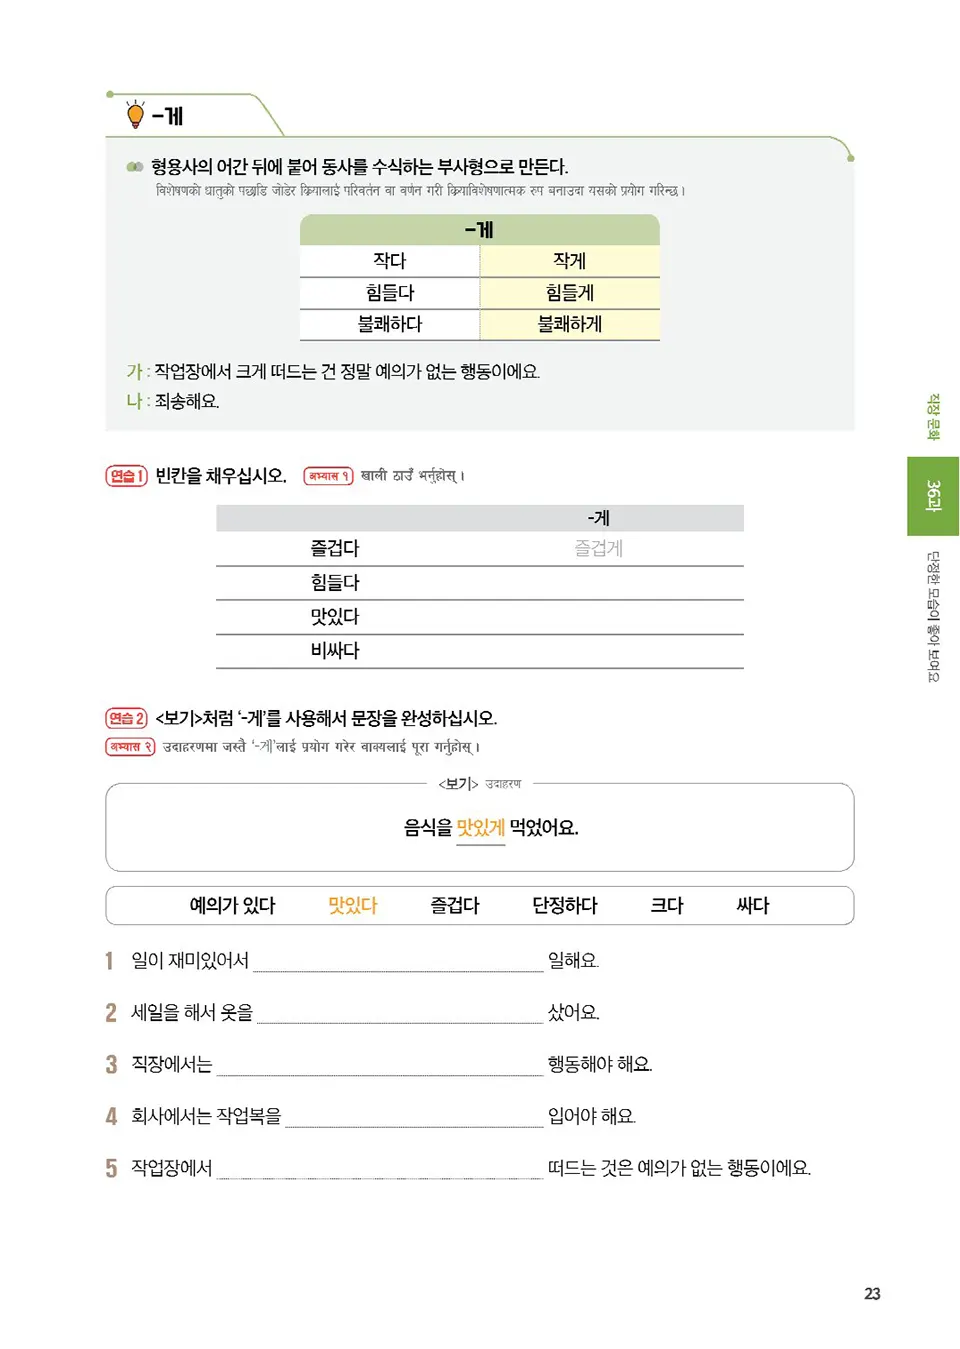 -게
형용사의 어간 뒤에 붙어 동사를 수식하는 부사형으로 만든다.
विशेषणको धातुको पछाडि जोडेर क्रियालाई परिवर्तन वा वर्णन गरी क्रियाविशेषणात्मक रुप बनाउदा यसको प्रयोग गरिन्छ ।
-게
작다 작게
힘들다 힘들게
불쾌하다 불쾌하게
가 : 작업장에서 크게 떠드는 건 정말 예의가 없는 행동이에요.
나 : 죄송해요.
연습 1 빈칸을 채우십시오. अभ्यास १ खाली ठाउँ भर्नुहोस् ।
-게
즐겁다 즐겁게
힘들다
맛있다
비싸다
연습 2 <보기>처럼 ‘-게’를 사용해서 문장을 완성하십시오.
अभ्यास २ उदाहरणमा जस्तै ‘-게’लाई प्रयोग गरेर वाक्यलाई पूरा गर्नुहोस् ।
<보기> उदाहरण
음식을 맛있게 먹었어요.
예의가 있다 맛있다 즐겁다 단정하다 크다 싸다
1 일이 재미있어서 일해요.
2 세일을 해서 옷을 샀어요.
3 직장에서는 행동해야 해요.
4 회사에서는 작업복을 입어야 해요.
5 작업장에서 떠드는 것은 예의가 없는 행동이에요.
직장 문화
36과
단정한 모습이 좋아 보여요
23